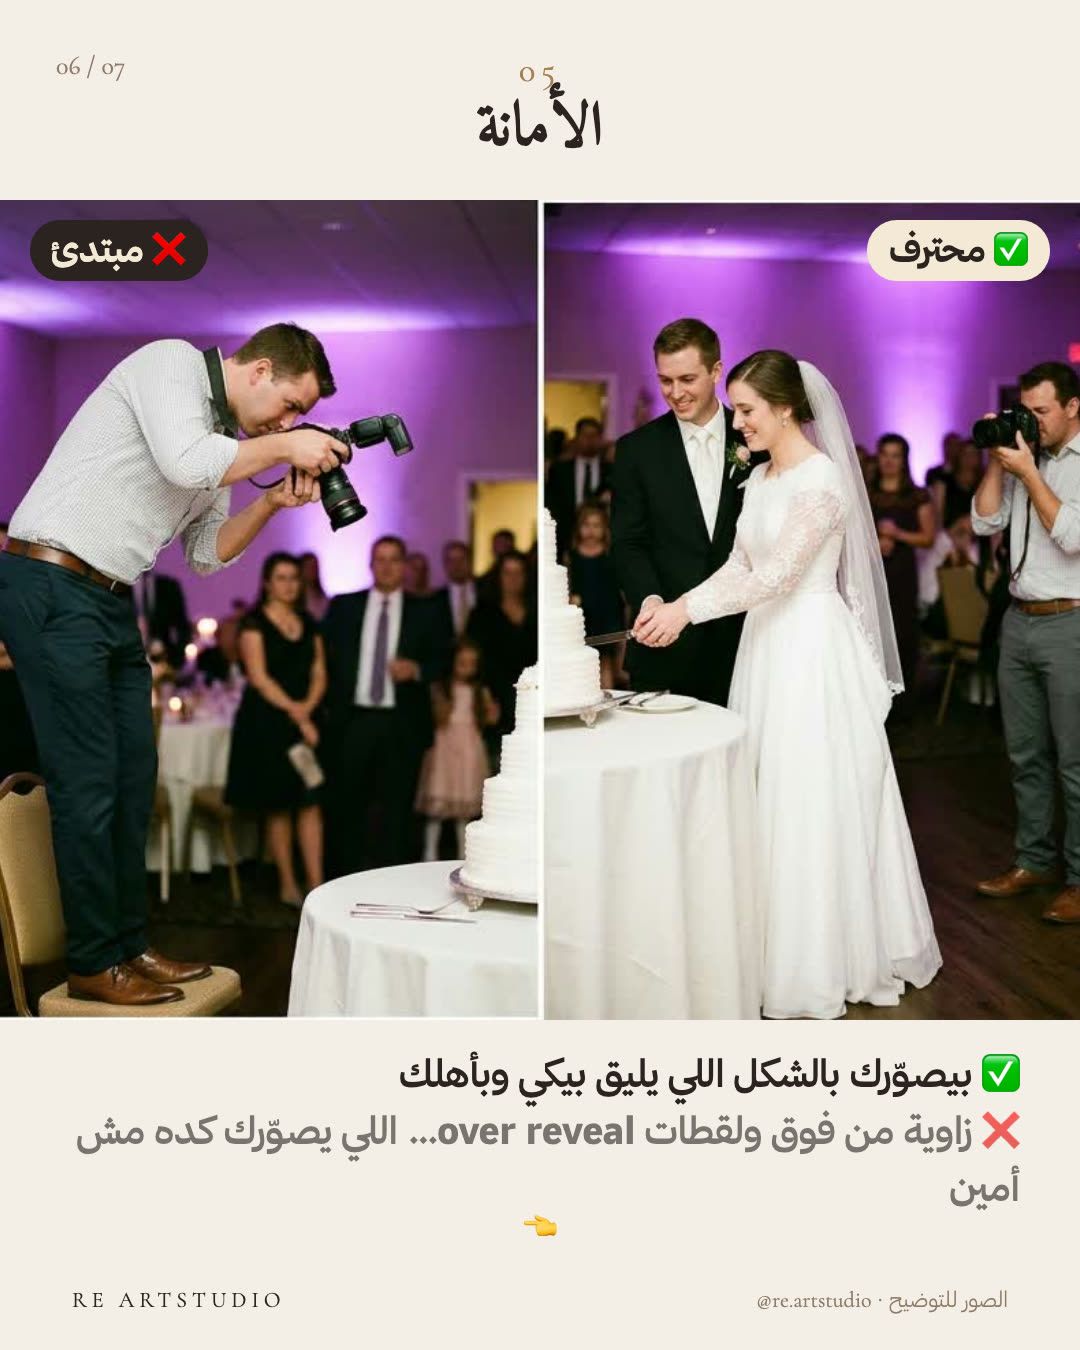 06 / 07
05
الأمانة
❌ مبتدئ
✅ محترف
✅ بيصوّرك بالشكل اللي يليق بيكي وبأهلك
❌ زاوية من فوق ولقطات over reveal... اللي يصوّرك كده مش
أمين
👈
RE ARTSTUDIO
الصور للتوضيح · @re.artstudio